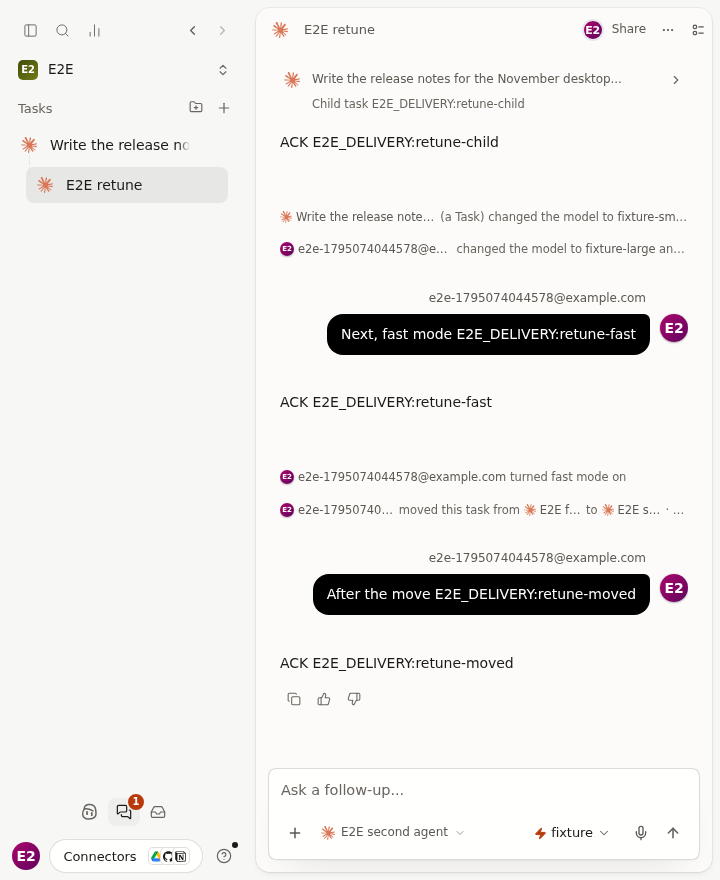 E2 E2E
Tasks
Write the release no
E2E retune
1
E2 Connectors
E2E retune
E2 Share
Write the release notes for the November desktop...
Child task E2E_DELIVERY:retune-child
ACK E2E_DELIVERY:retune-child
Write the release note... (a Task) changed the model to fixture-sm...
E2 e2e-1795074044578@e... changed the model to fixture-large an...
e2e-1795074044578@example.com
Next, fast mode E2E_DELIVERY:retune-fast E2
ACK E2E_DELIVERY:retune-fast
E2 e2e-1795074044578@example.com turned fast mode on
E2 e2e-17950740... moved this task from E2E f... to E2E s... · ...
e2e-1795074044578@example.com
After the move E2E_DELIVERY:retune-moved E2
ACK E2E_DELIVERY:retune-moved
Ask a follow-up...
E2E second agent fixture